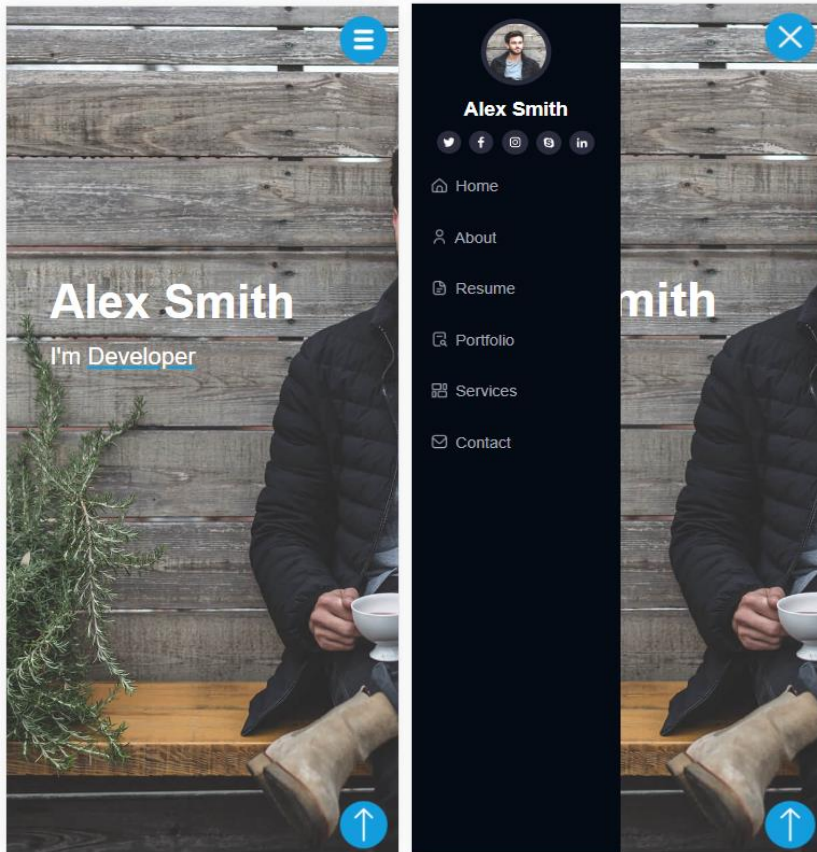 Alex Smith
I'm Developer
Alex Smith
Home
About
Resume
Portfolio
Services
Contact
mith